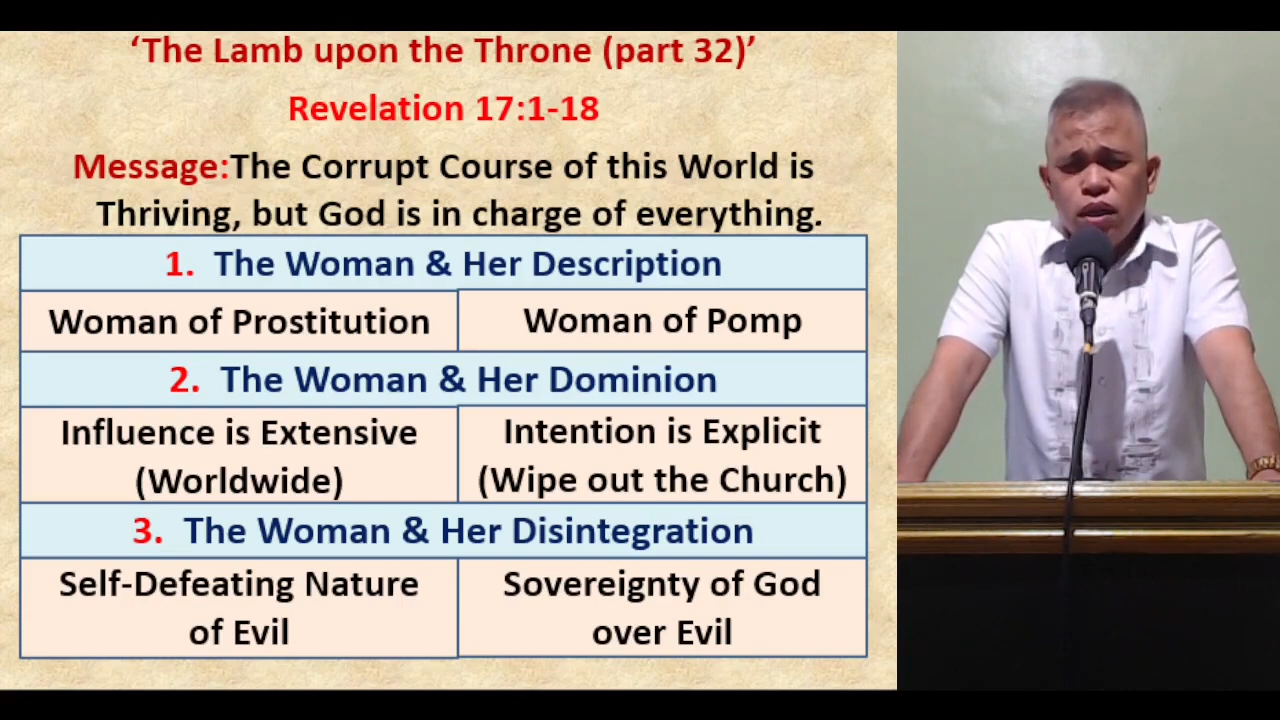 ‘The Lamb upon the Throne (part 32)’
Revelation 17:1-18
Message:The Corrupt Course of this World is
Thriving, but God is in charge of everything.
1. The Woman & Her Description
Woman of Prostitution
Woman of Pomp
2. The Woman & Her Dominion
Influence is Extensive
(Worldwide)
Intention is Explicit
(Wipe out the Church)
3. The Woman & Her Disintegration
Self-Defeating Nature
of Evil
Sovereignty of God
over Evil